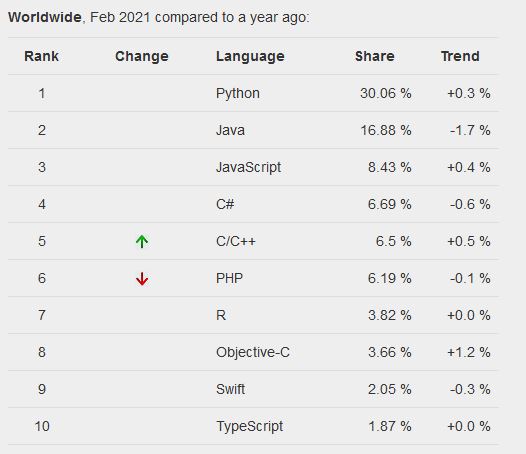 Worldwide, Feb 2021 compared to a year ago:
Rank Change Language Share Trend
1 Python 30.06 % +0.3 %
2 Java 16.88 % -1.7 %
3 JavaScript 8.43 % +0.4 %
4 C# 6.69 % -0.6 %
5 ↑ C/C++ 6.5 % +0.5 %
6 ↓ PHP 6.19 % -0.1 %
7 R 3.82 % +0.0 %
8 Objective-C 3.66 % +1.2 %
9 Swift 2.05 % -0.3 %
10 TypeScript 1.87 % +0.0 %